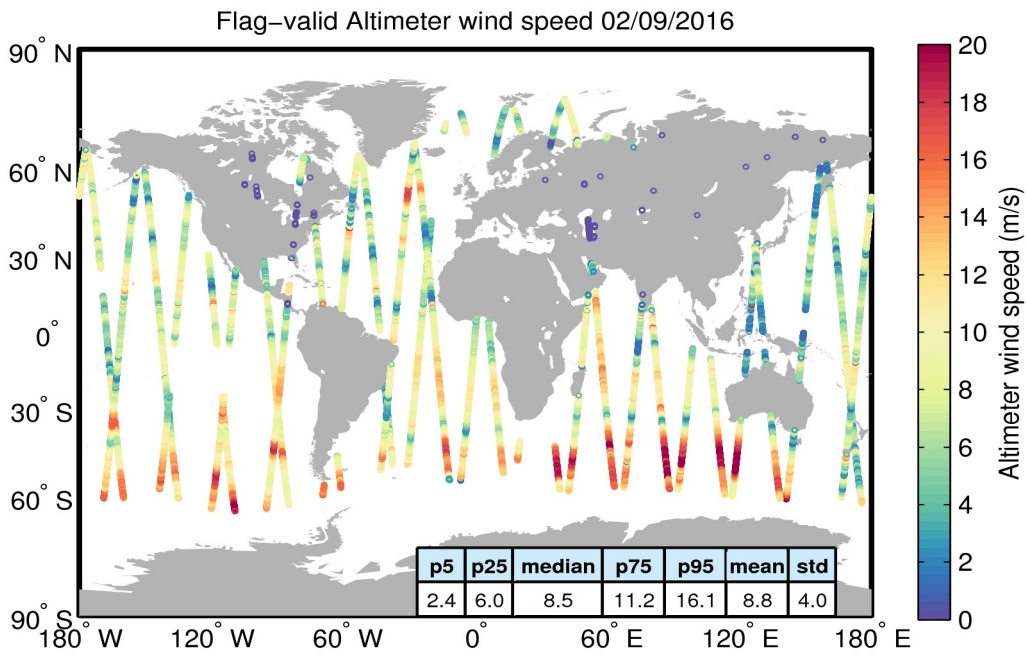 Flag−valid Altimeter wind speed 02/09/2016
90° N
60° N
30° N
0°
30° S
60° S
90° S
180° W
120° W
60° W
0°
60° E
120° E
180° E
p5 p25 median p75 p95 mean std
2.4 6.0 8.5 11.2 16.1 8.8 4.0
20
18
16
14
12
10
8
6
4
2
0
Altimeter wind speed (m/s)